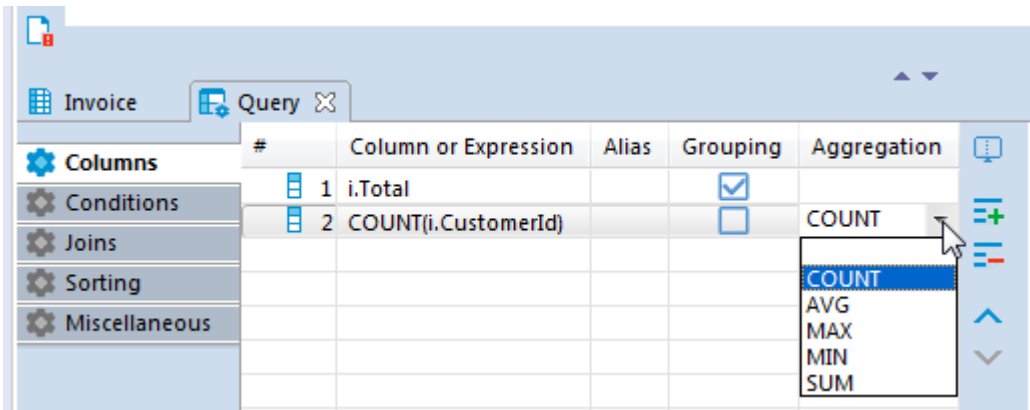 Invoice Query
# Column or Expression Alias Grouping Aggregation
Columns
1 i.Total
Conditions
2 COUNT(i.CustomerId) COUNT
Joins
Sorting
COUNT
AVG
Miscellaneous
MAX
MIN
SUM